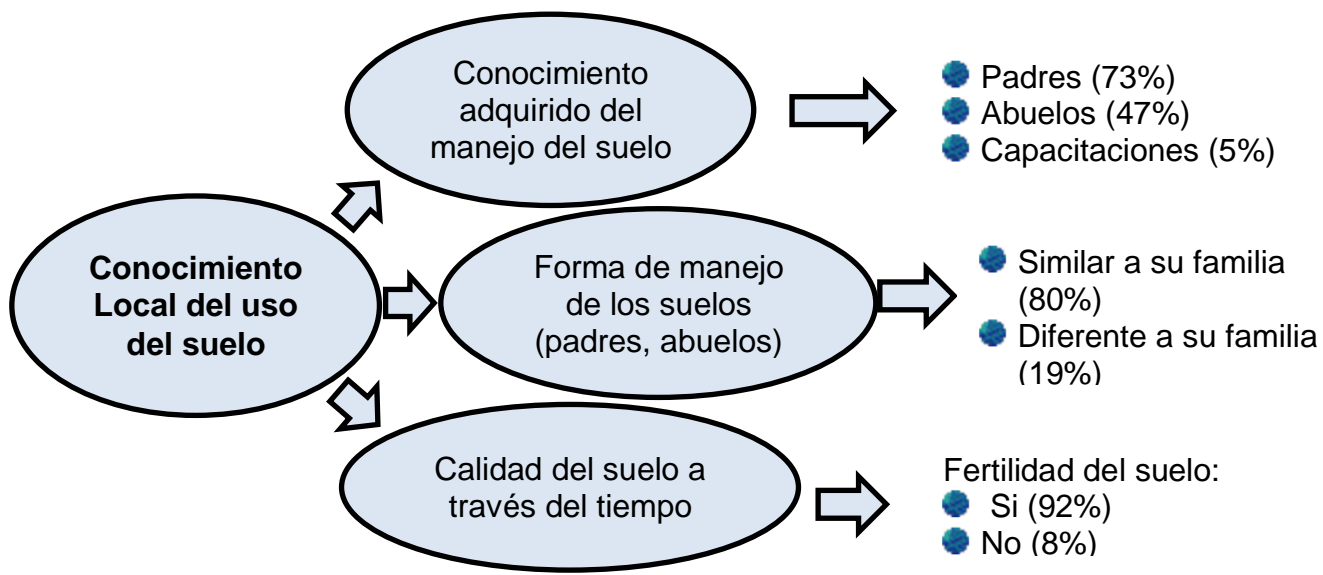 Conocimiento
adquirido del
manejo del suelo
Padres (73%)
Abuelos (47%)
Capacitaciones (5%)
Conocimiento
Local del uso
del suelo
Forma de manejo
de los suelos
(padres, abuelos)
Similar a su familia
(80%)
Diferente a su familia
(19%)
Calidad del suelo a
través del tiempo
Fertilidad del suelo:
Si (92%)
No (8%)